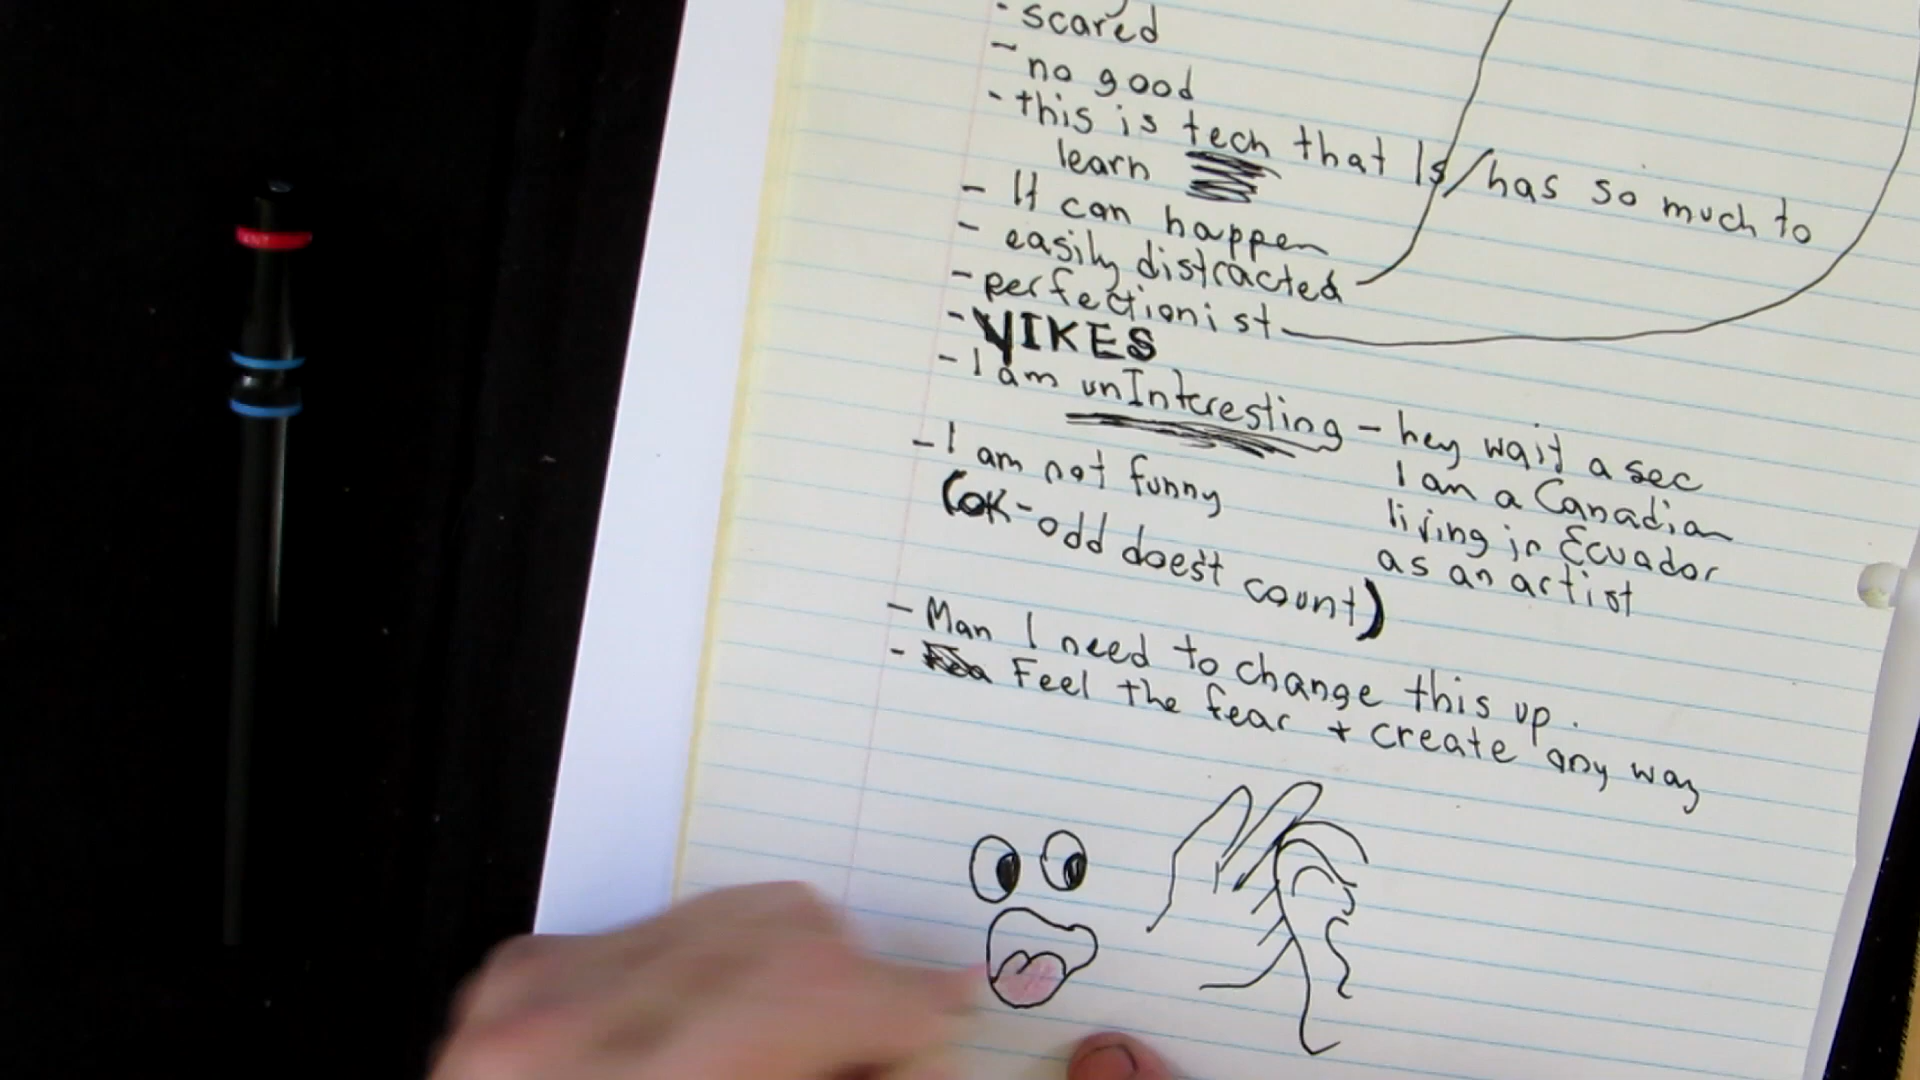 - scared
- no good
- this is tech that Is/has so much to
learn
- It can happen
- easily distracted
- perfectionist
- YIKES
- I am unInteresting - hey wait a sec
I am a Canadian
living in Ecuador
as an artist
- I am not funny
(OK - odd does't count)
- Man I need to change this up.
- Feel the fear + create any way